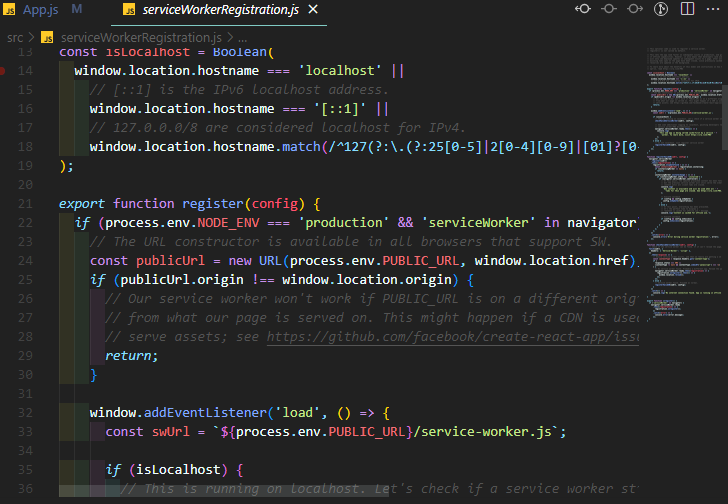 App.js
serviceWorkerRegistration.js
src > serviceWorkerRegistration.js > ...
13 const isLocalhost = Boolean(
14 window.location.hostname === 'localhost' ||
15 // [::1] is the IPv6 localhost address.
16 window.location.hostname === '[::1]' ||
17 // 127.0.0.0/8 are considered localhost for IPv4.
18 window.location.hostname.match(/^127(?:\.(?:25[0-5]|2[0-4][0-9]|[01]?[0-
19 );
20
21 export function register(config) {
22 if (process.env.NODE_ENV === 'production' && 'serviceWorker' in navigator
23 // The URL constructor is available in all browsers that support SW.
24 const publicUrl = new URL(process.env.PUBLIC_URL, window.location.href)
25 if (publicUrl.origin !== window.location.origin) {
26 // Our service worker won't work if PUBLIC_URL is on a different orig
27 // from what our page is served on. This might happen if a CDN is used
28 // serve assets; see https://github.com/facebook/create-react-app/iss
29 return;
30 }
31
32 window.addEventListener('load', () => {
33 const swUrl = `${process.env.PUBLIC_URL}/service-worker.js`;
34
35 if (isLocalhost) {
36 // This is running on localhost. Let's check if a service worker st